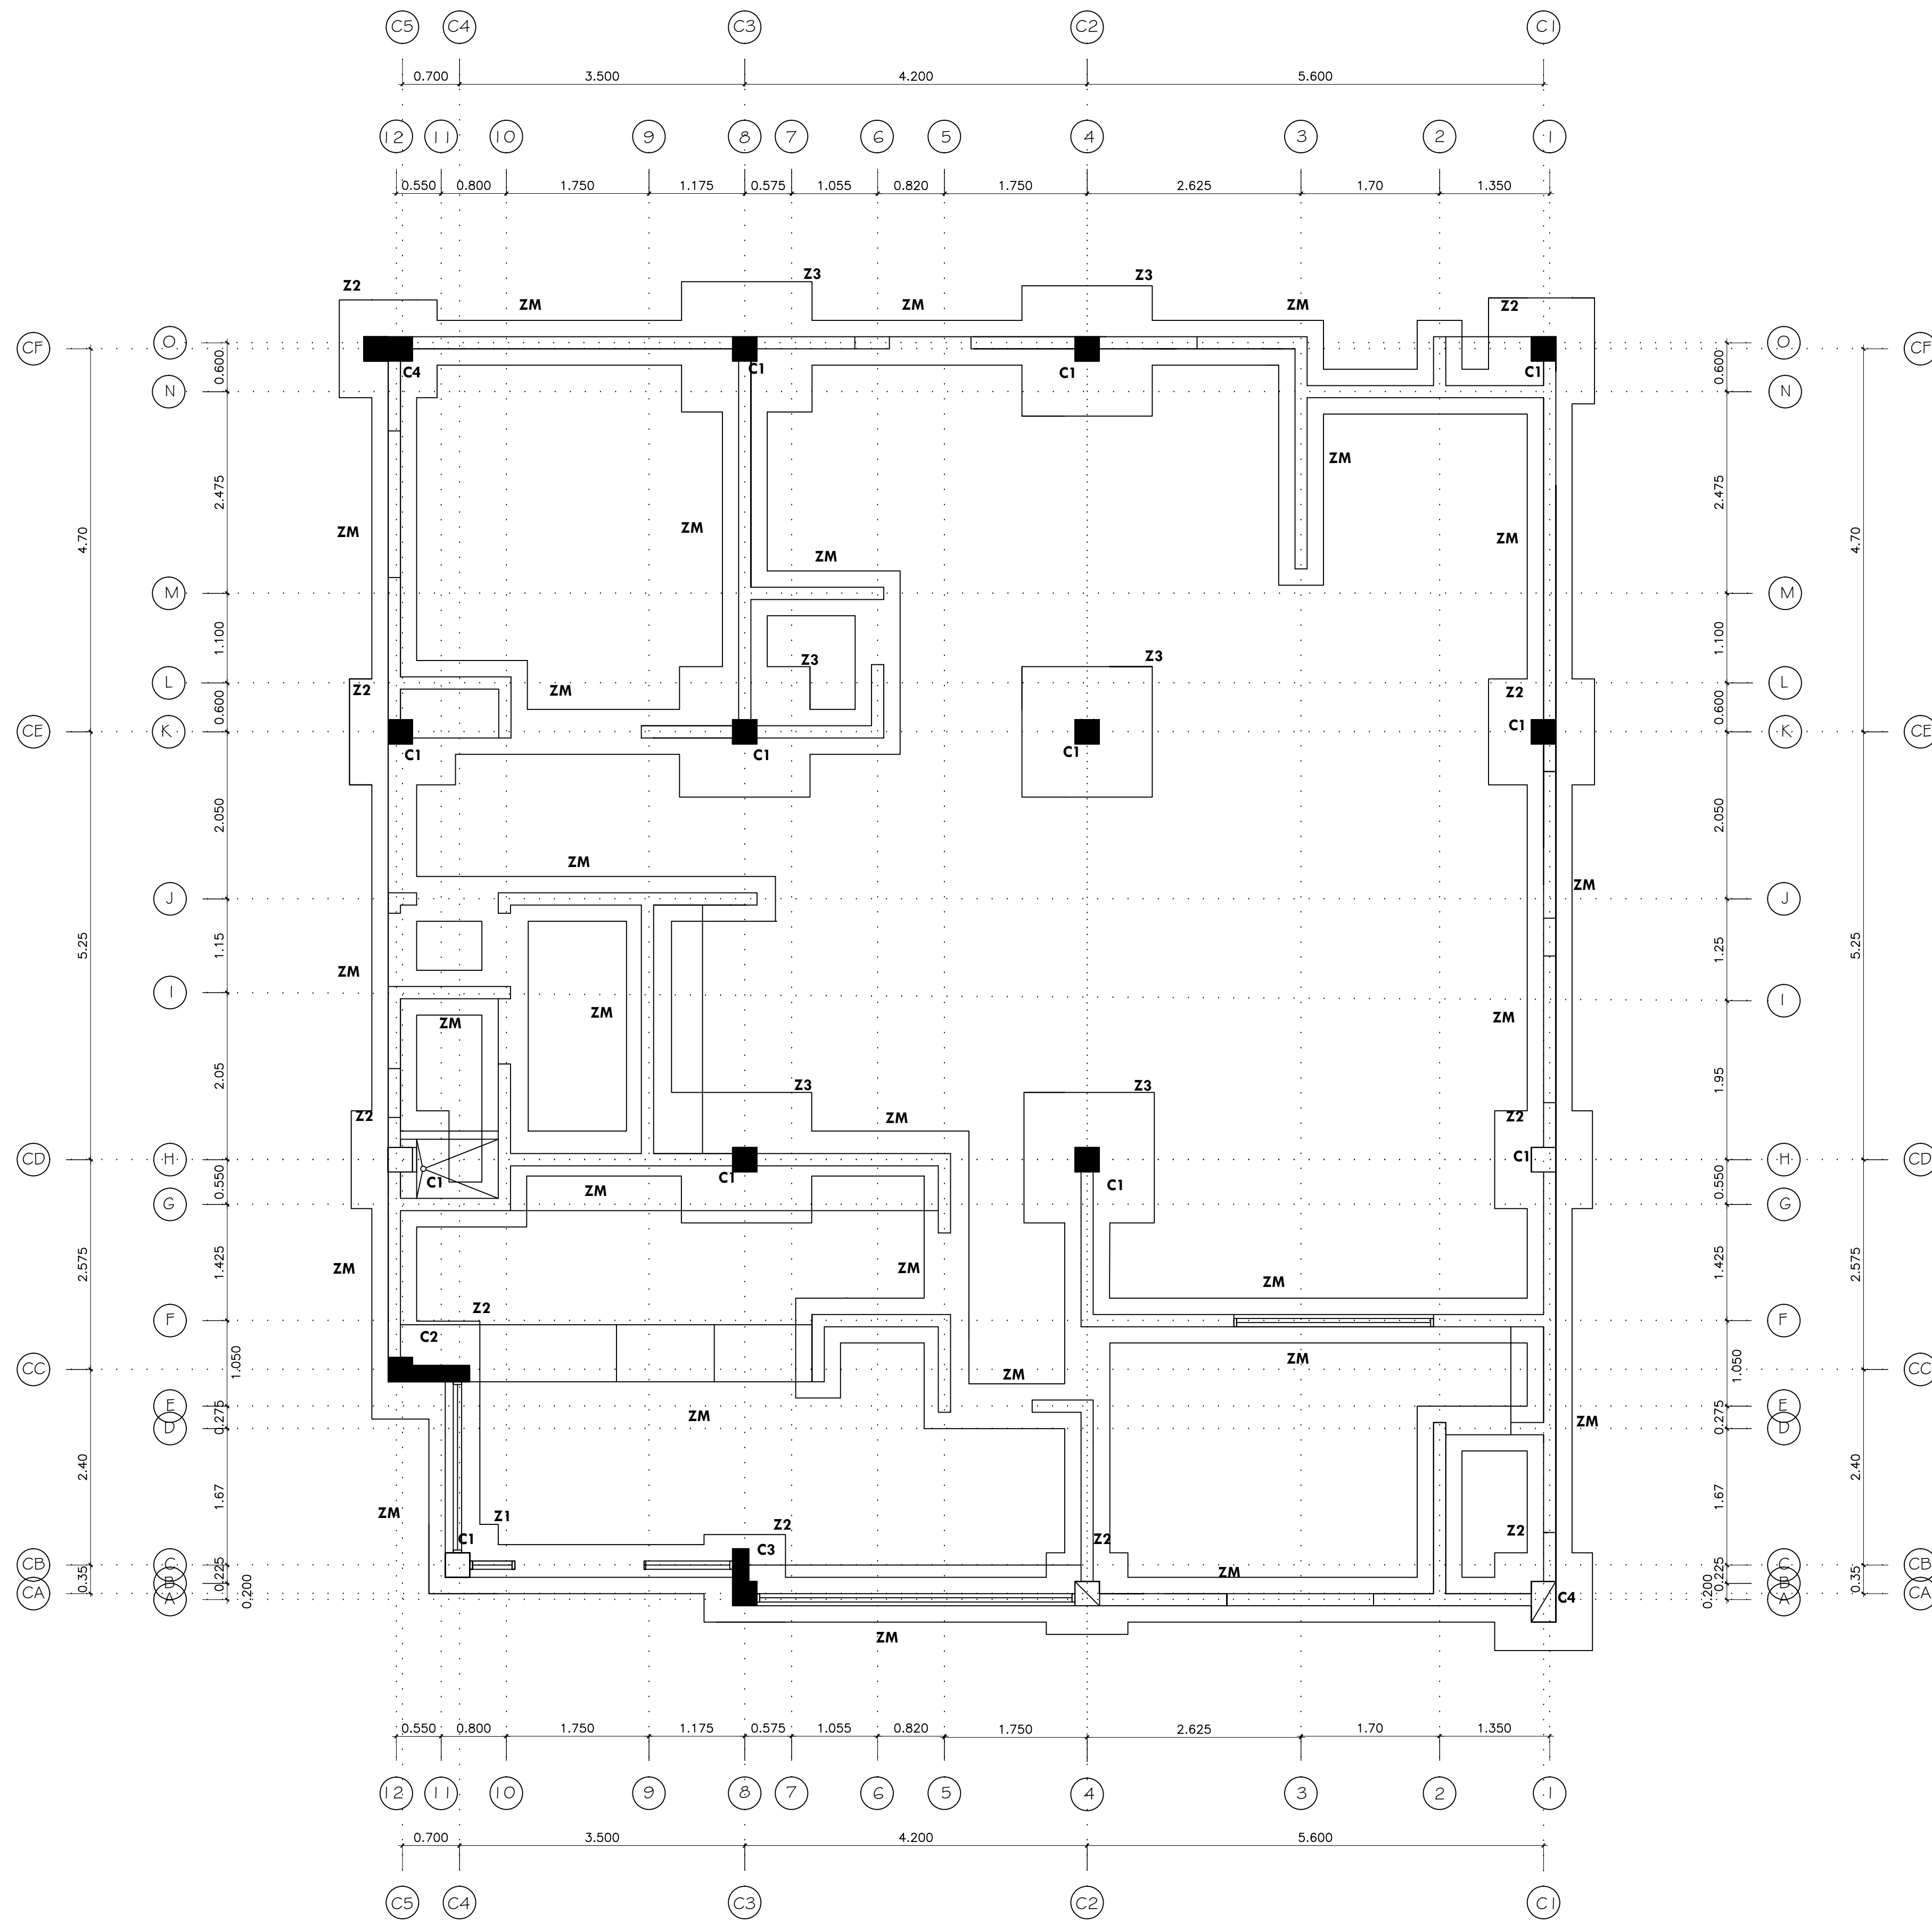 C5 C4 C3 C2 C1
0.700 3.500 4.200 5.600
12 11 10 9 8 7 6 5 4 3 2 1
0.550 0.800 1.750 1.175 0.575 1.055 0.820 1.750 2.625 1.70 1.350
Z3 Z3
Z2
ZM ZM ZM Z2
O O
CF CF
0.600 0.600
C4 C1 C1 C1
N N
ZM
2.475 2.475
ZM ZM ZM
4.70 4.70
ZM
M M
1.100 1.100
Z3 Z3
L L
Z2 ZM Z2
0.600 0.600
CE K C1 K CE
C1 C1 C1
2.050 2.050
ZM ZM
J J
5.25 1.15 1.25 5.25
ZM
I I
ZM ZM ZM
2.05 1.95
Z3 Z3
Z2 ZM Z2
CD H C1 H CD
C1 C1 C1
0.550 ZM 0.550
G G
2.575 1.425 1.425 2.575
ZM ZM ZM
Z2
F F
C2
1.050 ZM 1.050
CC CC
ZM
E E
0.275 ZM ZM 0.275
D D
2.40 1.67 1.67 2.40
ZM Z1 Z2 Z2
C1 C3 Z2
CB C C CB
0.35 0.225 ZM 0.225 0.35
B B
0.200 0.200
CA A C4 A CA
ZM
0.550 0.800 1.750 1.175 0.575 1.055 0.820 1.750 2.625 1.70 1.350
12 11 10 9 8 7 6 5 4 3 2 1
0.700 3.500 4.200 5.600
C5 C4 C3 C2 C1